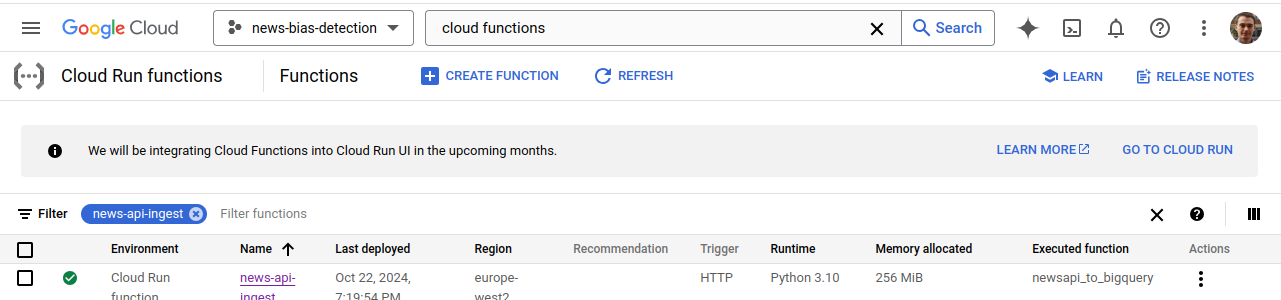 Google Cloud news-bias-detection cloud functions Search
Cloud Run functions Functions CREATE FUNCTION REFRESH LEARN RELEASE NOTES
We will be integrating Cloud Functions into Cloud Run UI in the upcoming months. LEARN MORE GO TO CLOUD RUN
Filter news-api-ingest Filter functions
Environment Name Last deployed Region Recommendation Trigger Runtime Memory allocated Executed function Actions
Cloud Run news-api- Oct 22, 2024, europe- HTTP Python 3.10 256 MiB newsapi_to_bigquery
function ingest 7:19:54 PM west2